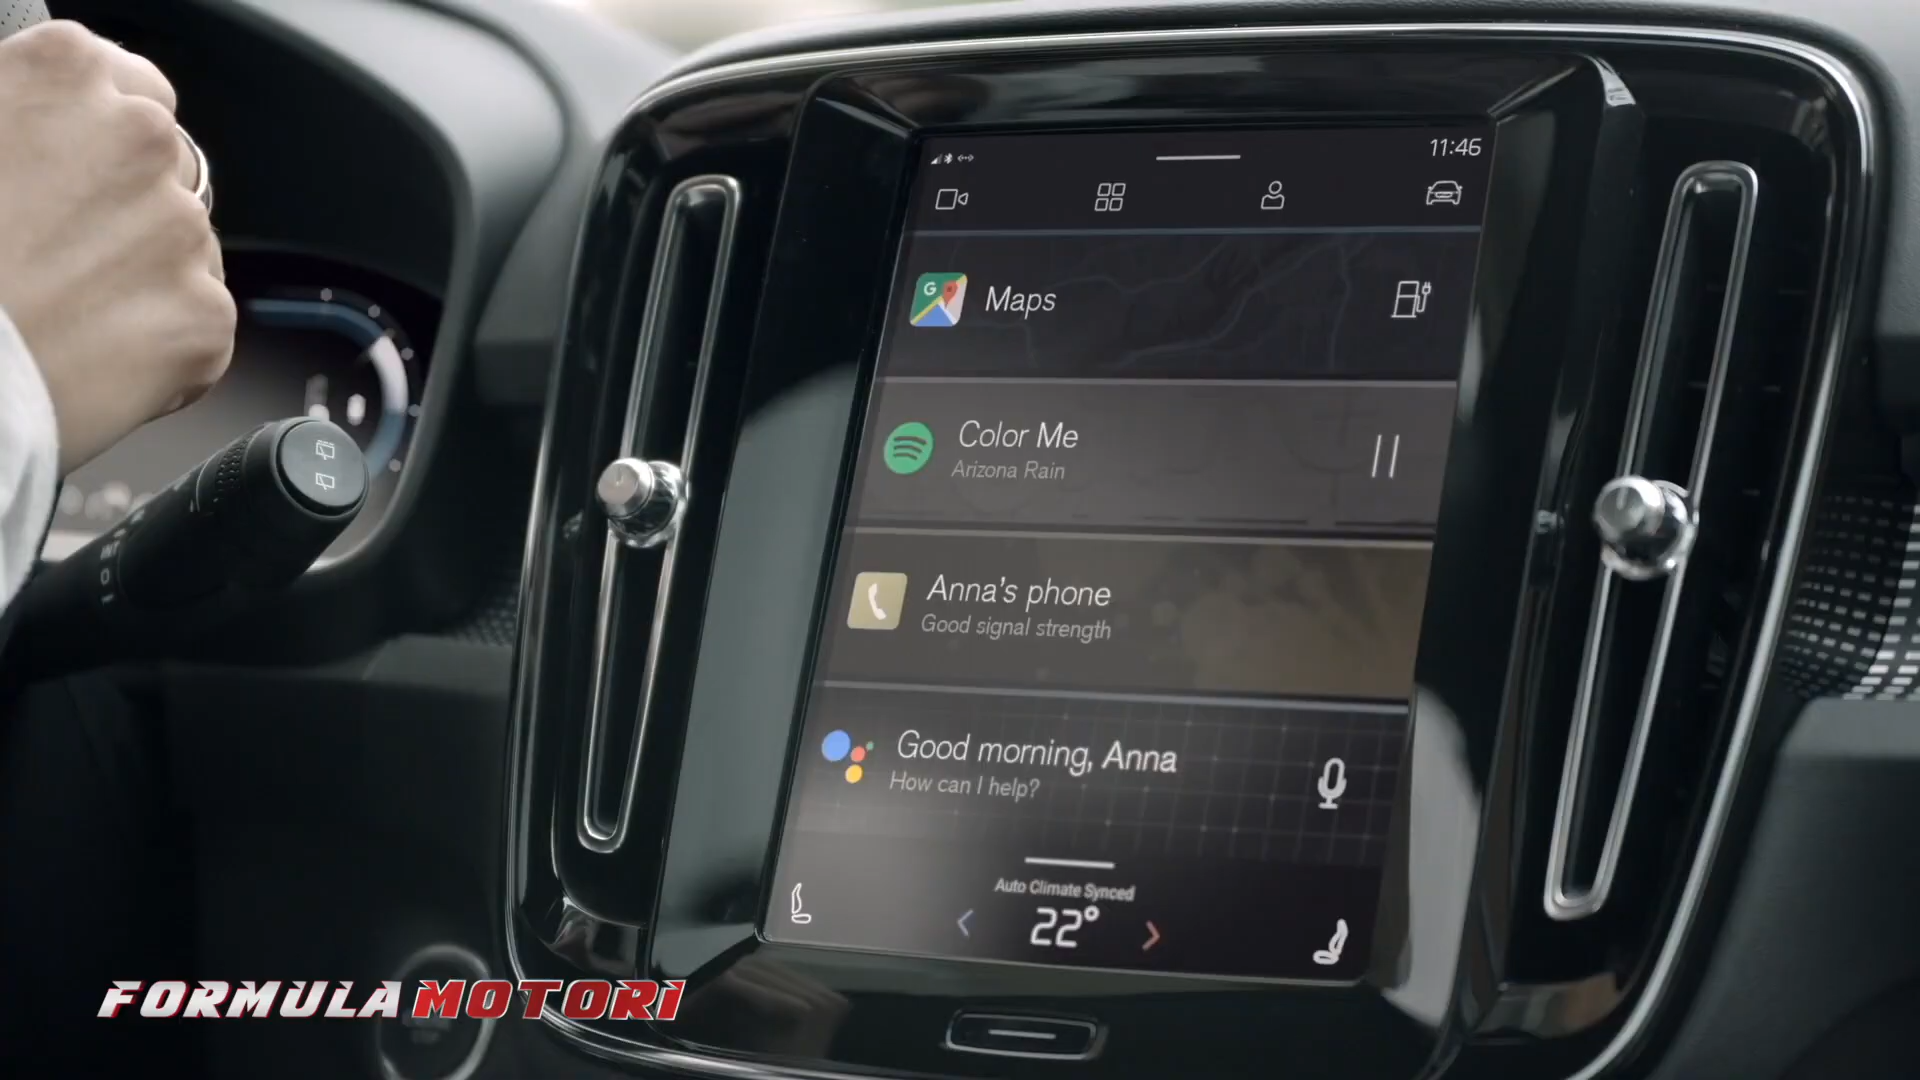 11:46
G
Maps
Color Me
Arizona Rain
Anna's phone
Good signal strength
Good morning, Anna
How can I help?
Auto Climate Synced
22°
FORMULA MOTORI